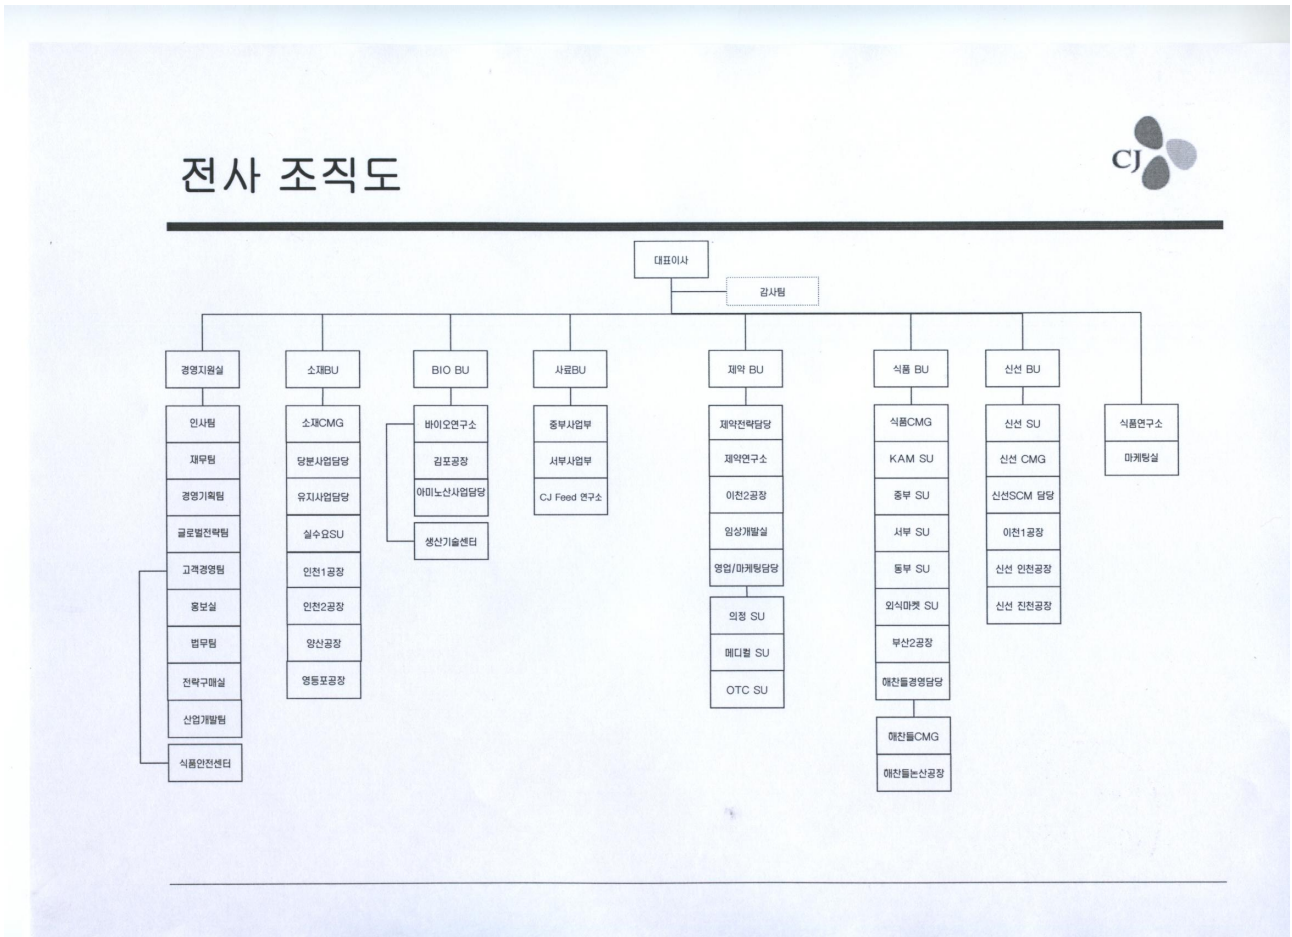 전사 조직도
CJ
대표이사
감사팀
경영지원실
인사팀
재무팀
경영기획팀
글로벌전략팀
고객경영팀
홍보실
법무팀
전략구매실
산업개발팀
식품안전센터
소재BU
소재CMG
당분사업담당
유지사업담당
실수요SU
인천1공장
인천2공장
양산공장
영등포공장
BIO BU
바이오연구소
김포공장
아미노산사업담당
생산기술센터
사료BU
중부사업부
서부사업부
CJ Feed 연구소
제약 BU
제약전략담당
제약연구소
이천2공장
임상개발실
영업/마케팅담당
의정 SU
메디컬 SU
OTC SU
식품 BU
식품CMG
KAM SU
중부 SU
서부 SU
동부 SU
외식마켓 SU
부산2공장
해찬들경영담당
해찬들CMG
해찬들논산공장
신선 BU
신선 SU
신선 CMG
신선SCM 담당
이천1공장
신선 인천공장
신선 진천공장
식품연구소
마케팅실